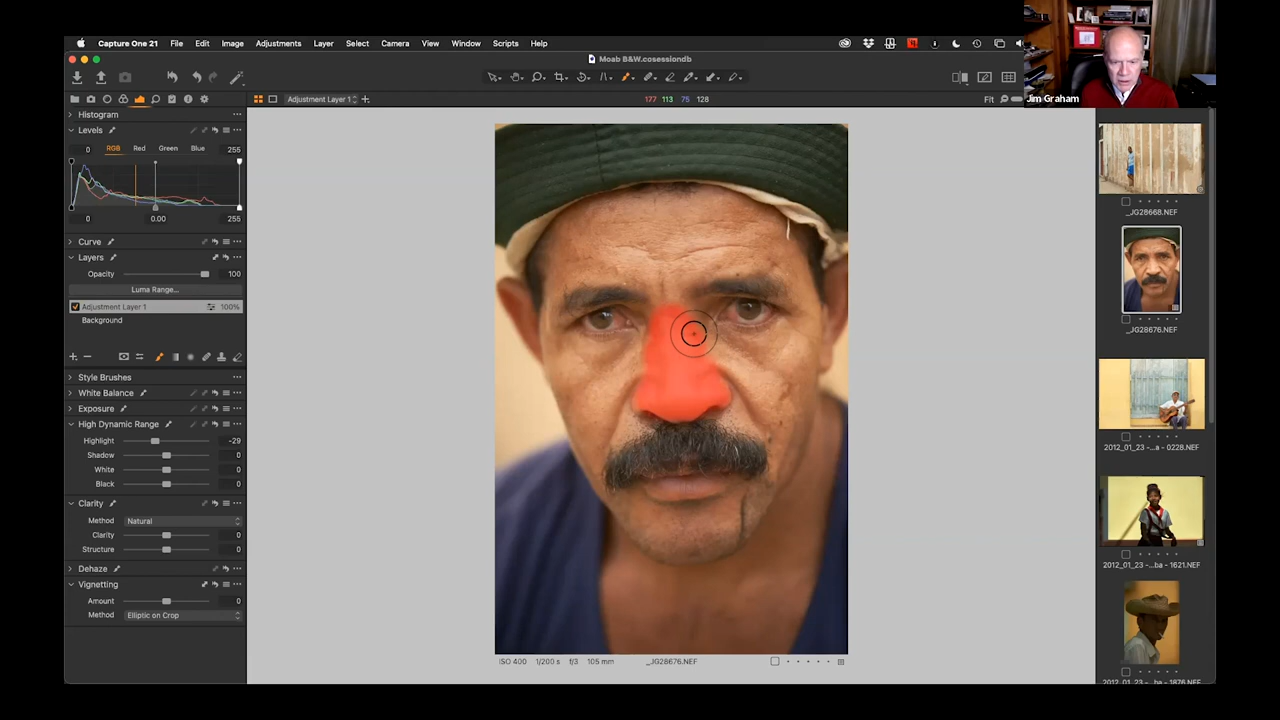 Capture One 21 File Edit Image Adjustments Layer Select Camera View Window Scripts Help
Moab B&W.cosessiondb
Jim Graham
Adjustment Layer 1
177 113 75 128
Fit
Histogram
Levels
0 RGB Red Green Blue 255
0 0.00 255
Curve
Layers
Opacity 100
Luma Range...
Adjustment Layer 1 100%
Background
Style Brushes
White Balance
Exposure
High Dynamic Range
Highlight -29
Shadow 0
White 0
Black 0
Clarity
Method Natural
Clarity 0
Structure 0
Dehaze
Vignetting
Amount 0
Method Elliptic on Crop
ISO 400 1/200 s f/3 105 mm _JG28676.NEF
_JG28668.NEF
_JG28676.NEF
2012_01_23 -...a - 0228.NEF
2012_01_23 -...ba - 1621.NEF
2012_01_23 -...ba - 1876.NEF